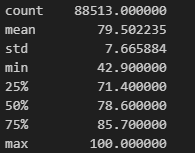 count 88513.000000
mean 79.502235
std 7.665884
min 42.900000
25% 71.400000
50% 78.600000
75% 85.700000
max 100.000000